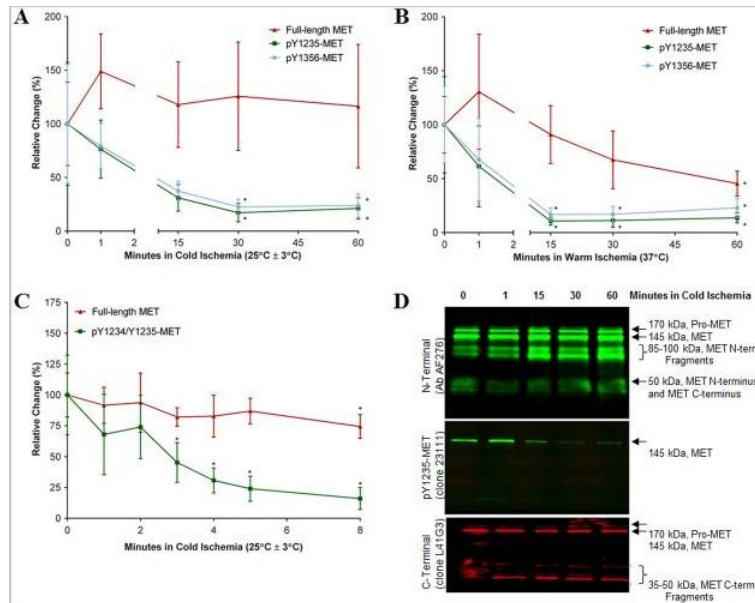 A
Full-length MET
pY1235-MET
pY1356-MET
Relative Change (%)
200
150
100
50
0
0 1 2 15 30 45 60
* *
* *
Minutes in Cold Ischemia (25°C ± 3°C)
B
Full-length MET
pY1235-MET
pY1356-MET
Relative Change (%)
200
150
100
50
0
0 1 2 15 30 45 60
*
* * *
* * *
Minutes in Warm Ischemia (37°C)
C
Full-length MET
pY1234/Y1235-MET
Relative Change (%)
175
150
125
100
75
50
25
0
0 2 4 6 8
*
* * * *
Minutes in Cold Ischemia (25°C ± 3°C)
D
0 1 15 30 60 Minutes in Cold Ischemia
N-Terminal
(Ab AF276)
170 kDa, Pro-MET
145 kDa, MET
85-100 kDa, MET N-term
Fragments
50 kDa, MET N-terminus
and MET C-terminus
pY1235-MET
(clone 23111)
145 kDa, MET
C-Terminal
(clone L41G3)
170 kDa, Pro-MET
145 kDa, MET
35-50 kDa, MET C-term
Fragments